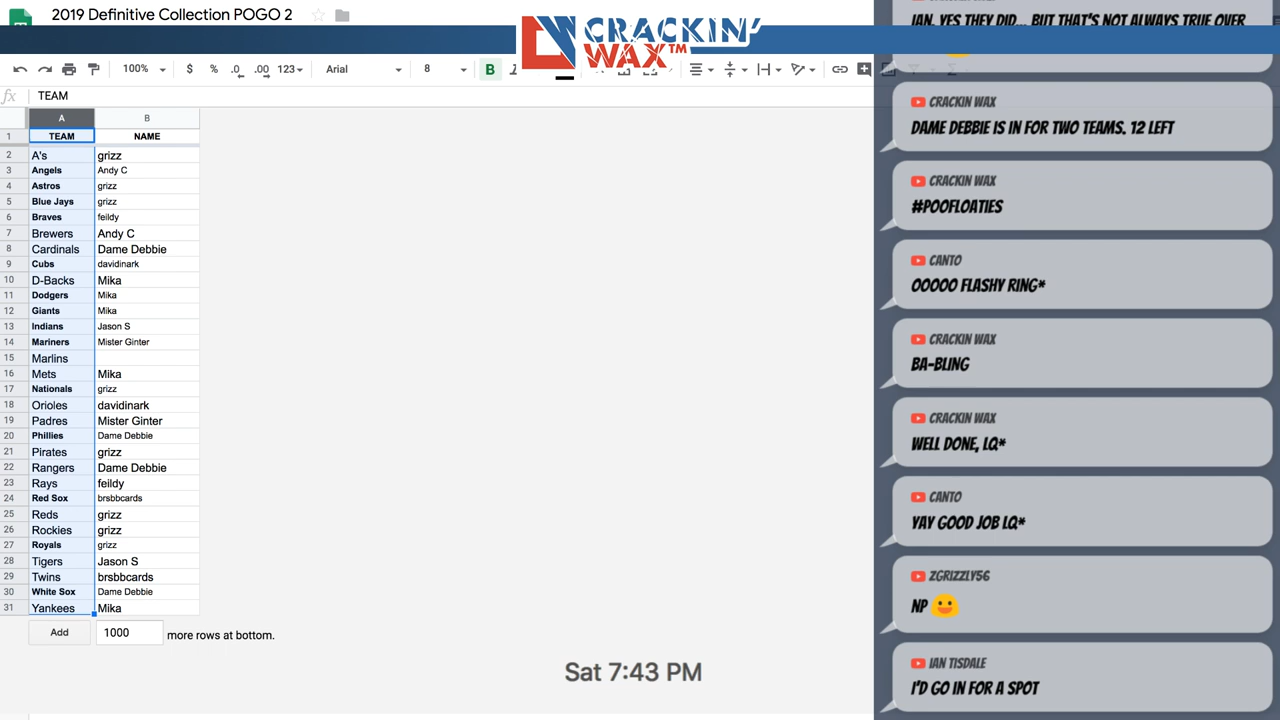 2019 Definitive Collection POGO 2
CRACKIN'
WAX™
100%
%
.0
.00
123
Arial
8
B
fx
TEAM
A
B
1 TEAM NAME
2 A's grizz
3 Angels Andy C
4 Astros grizz
5 Blue Jays grizz
6 Braves feildy
7 Brewers Andy C
8 Cardinals Dame Debbie
9 Cubs davidinark
10 D-Backs Mika
11 Dodgers Mika
12 Giants Mika
13 Indians Jason S
14 Mariners Mister Ginter
15 Marlins
16 Mets Mika
17 Nationals grizz
18 Orioles davidinark
19 Padres Mister Ginter
20 Phillies Dame Debbie
21 Pirates grizz
22 Rangers Dame Debbie
23 Rays feildy
24 Red Sox brsbbcards
25 Reds grizz
26 Rockies grizz
27 Royals grizz
28 Tigers Jason S
29 Twins brsbbcards
30 White Sox Dame Debbie
31 Yankees Mika
Add 1000 more rows at bottom.
Sat 7:43 PM
IAN, YES THEY DID... BUT THAT'S NOT ALWAYS TRUE OVER
CRACKIN WAX
DAME DEBBIE IS IN FOR TWO TEAMS. 12 LEFT
CRACKIN WAX
#POOFLOATIES
CANTO
OOOOO FLASHY RING*
CRACKIN WAX
BA-BLING
CRACKIN WAX
WELL DONE, LQ*
CANTO
YAY GOOD JOB LQ*
ZGRIZZLY56
NP
IAN TISDALE
I'D GO IN FOR A SPOT